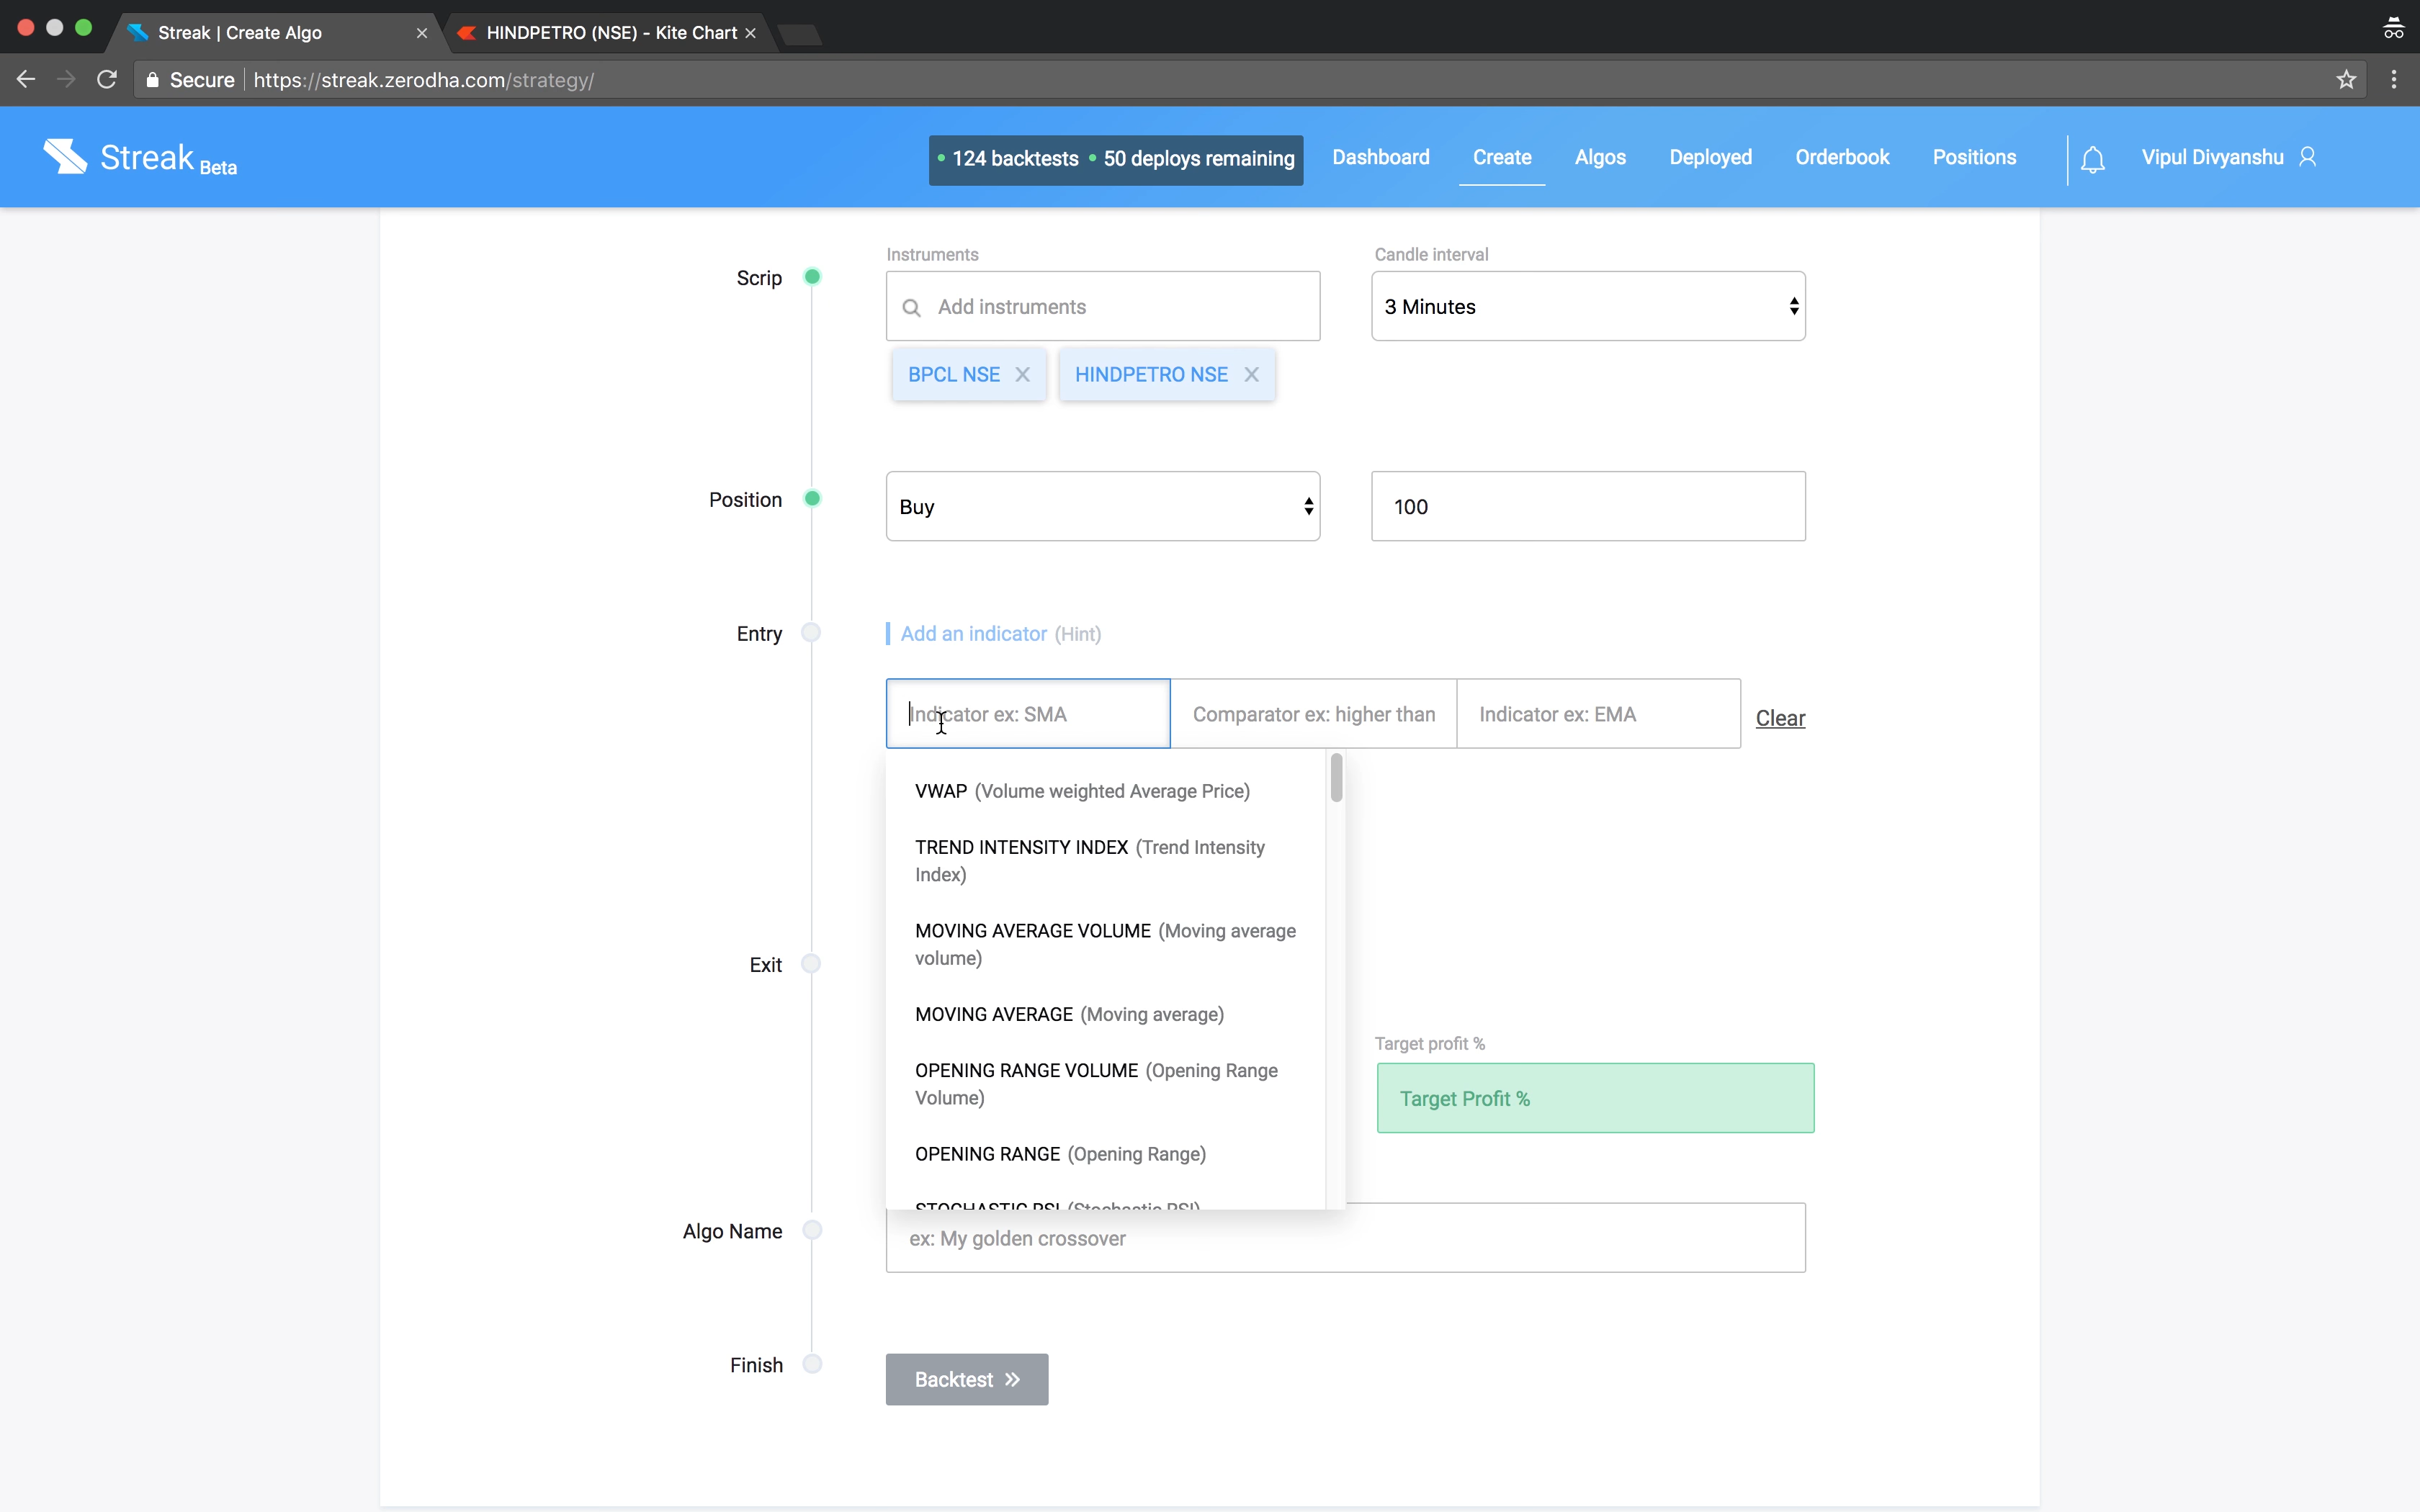 Streak | Create Algo
HINDPETRO (NSE) - Kite Chart
Secure https://streak.zerodha.com/strategy/
Streak Beta
124 backtests • 50 deploys remaining
Dashboard
Create
Algos
Deployed
Orderbook
Positions
Vipul Divyanshu
Instruments
Candle interval
Scrip
Add instruments
3 Minutes
BPCL NSE
HINDPETRO NSE
Position
Buy
100
Entry
Add an indicator (Hint)
Indicator ex: SMA
Comparator ex: higher than
Indicator ex: EMA
Clear
VWAP (Volume weighted Average Price)
TREND INTENSITY INDEX (Trend Intensity
Index)
MOVING AVERAGE VOLUME (Moving average
volume)
Exit
MOVING AVERAGE (Moving average)
Target profit %
OPENING RANGE VOLUME (Opening Range
Volume)
Target Profit %
OPENING RANGE (Opening Range)
STOCHASTIC RSI (Stochastic RSI)
Algo Name
ex: My golden crossover
Finish
Backtest »